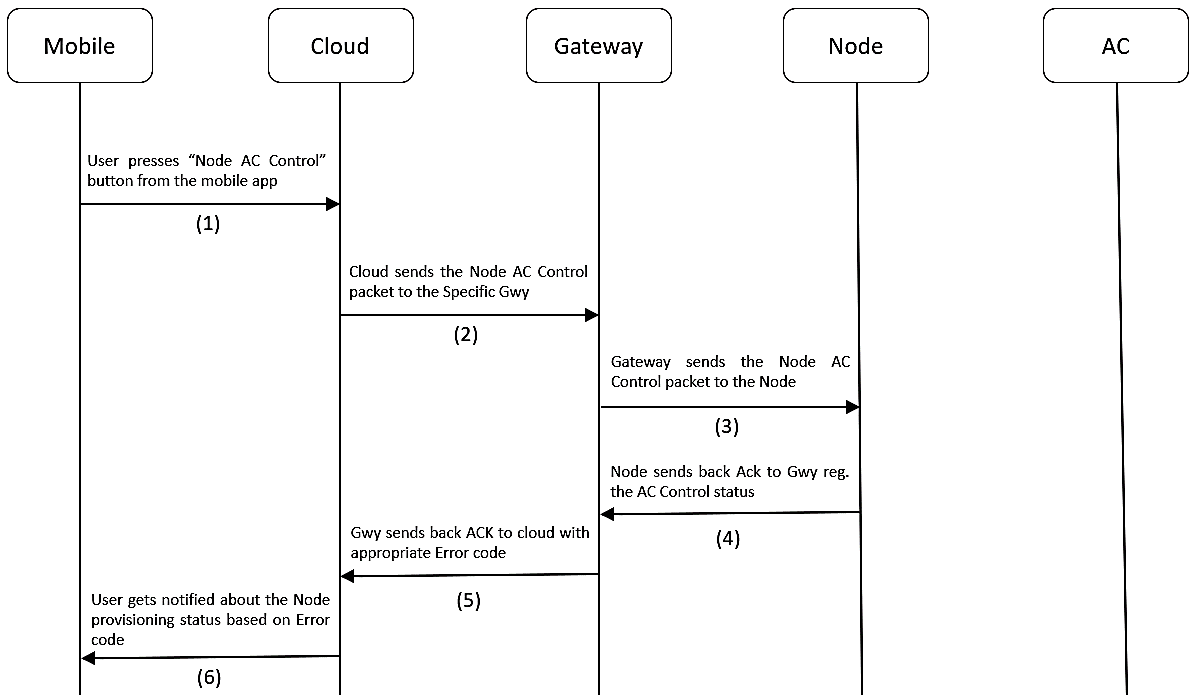 Mobile
Cloud
Gateway
Node
AC
User presses “Node AC Control”
button from the mobile app
(1)
Cloud sends the Node AC Control
packet to the Specific Gwy
(2)
Gateway sends the Node AC
Control packet to the Node
(3)
Node sends back Ack to Gwy reg.
the AC Control status
(4)
Gwy sends back ACK to cloud with
appropriate Error code
(5)
User gets notified about the Node
provisioning status based on Error
code
(6)